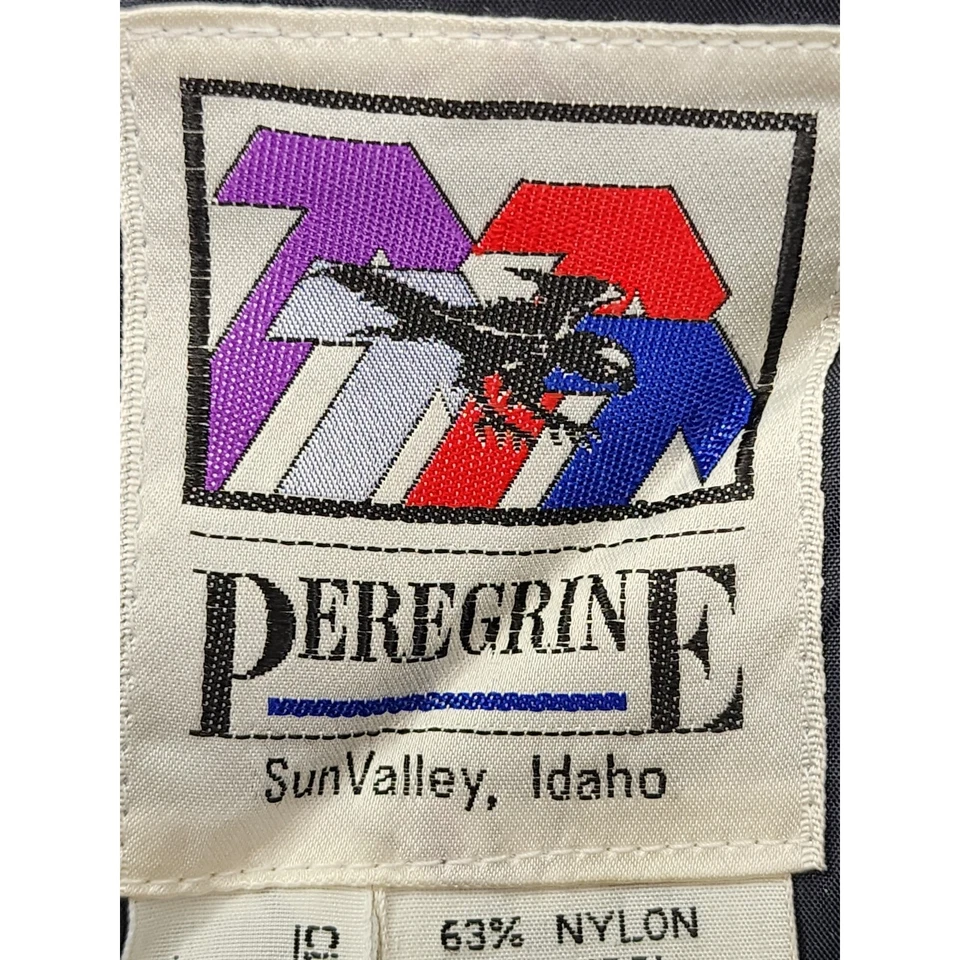 PEREGRINE
SunValley, Idaho
63% NYLON